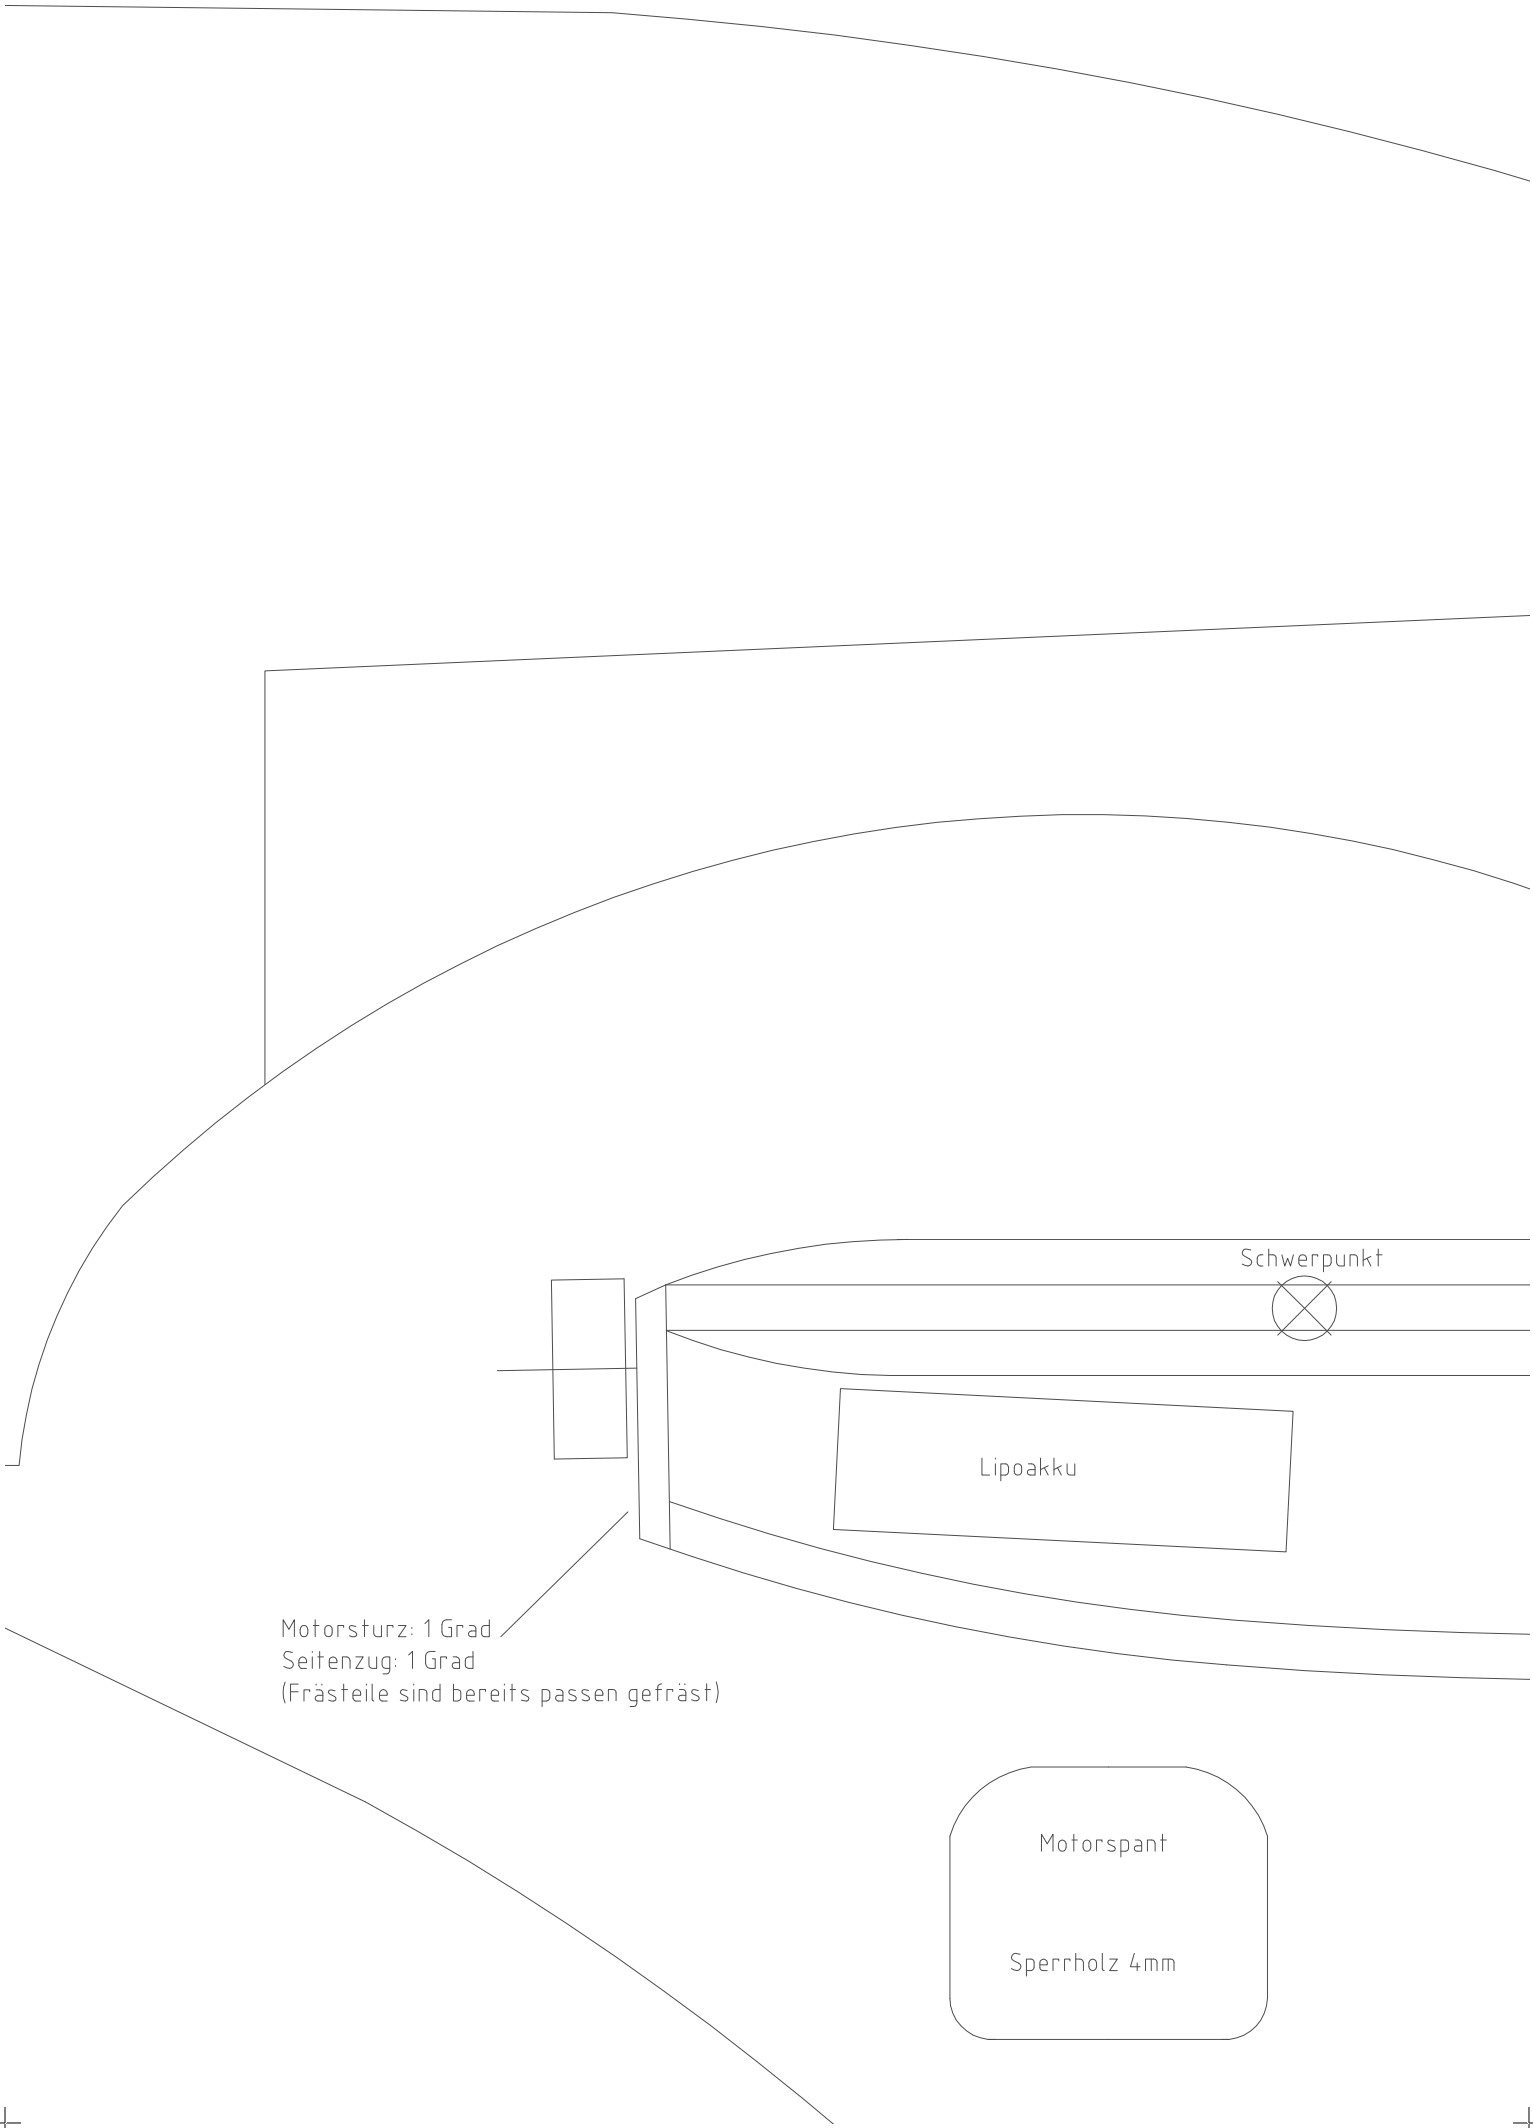 Schwerpunkt
Lipoakku
Motorsturz: 1 Grad
Seitenzug: 1 Grad
(Frästeile sind bereits passen gefräst)
Motorspant
Sperrholz 4mm